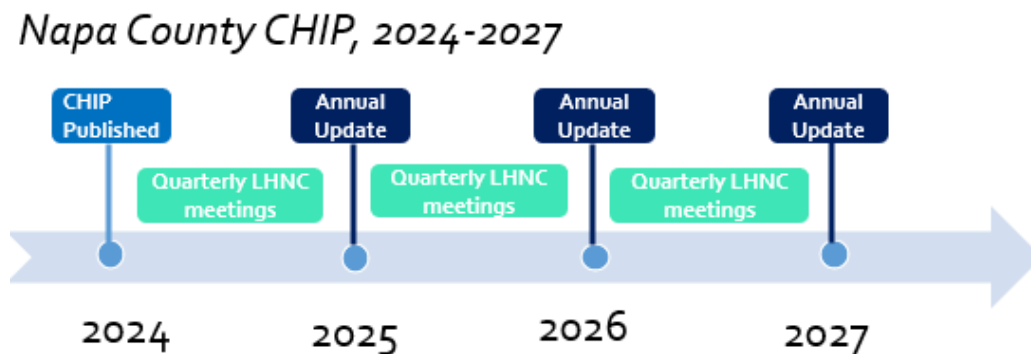 Napa County CHIP, 2024-2027
CHIP
Published
Annual
Update
Annual
Update
Annual
Update
Quarterly LHNC
meetings
Quarterly LHNC
meetings
Quarterly LHNC
meetings
2024
2025
2026
2027